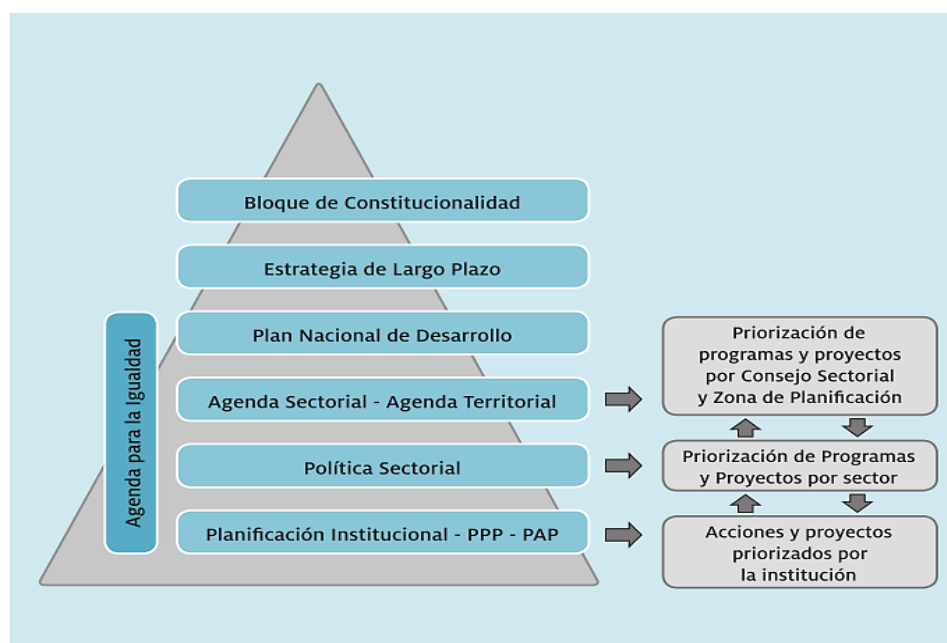 Bloque de Constitucionalidad
Estrategia de Largo Plazo
Plan Nacional de Desarrollo
Agenda Sectorial - Agenda Territorial
Política Sectorial
Planificación Institucional - PPP - PAP
Agenda para la Igualdad
Priorización de
programas y proyectos
por Consejo Sectorial
y Zona de Planificación
Priorización de Programas
y Proyectos por sector
Acciones y proyectos
priorizados por
la institución